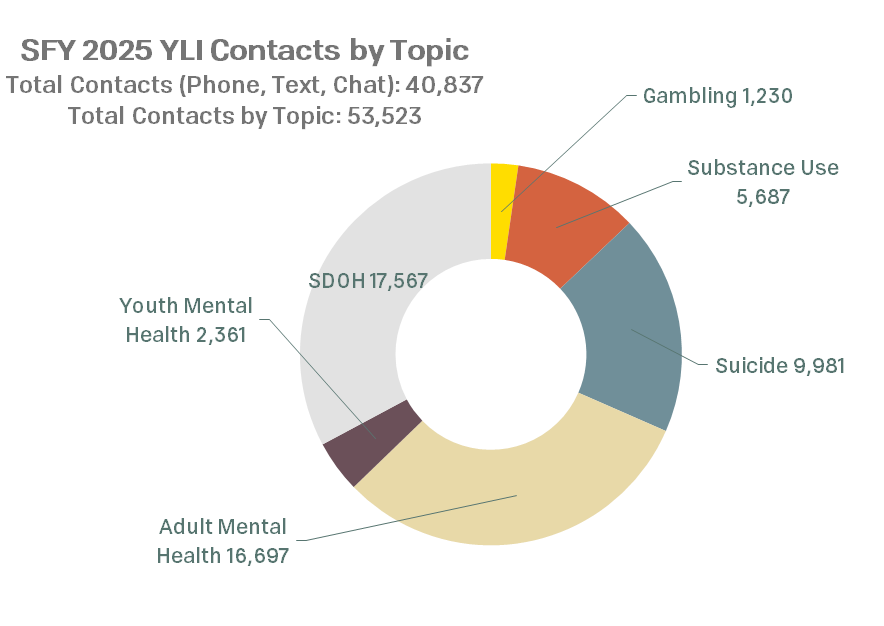 SFY 2025 YLI Contacts by Topic
Total Contacts (Phone, Text, Chat): 40,837
Total Contacts by Topic: 53,523
Gambling 1,230
Substance Use
5,687
SDOH 17,567
Youth Mental
Health 2,361
Suicide 9,981
Adult Mental
Health 16,697